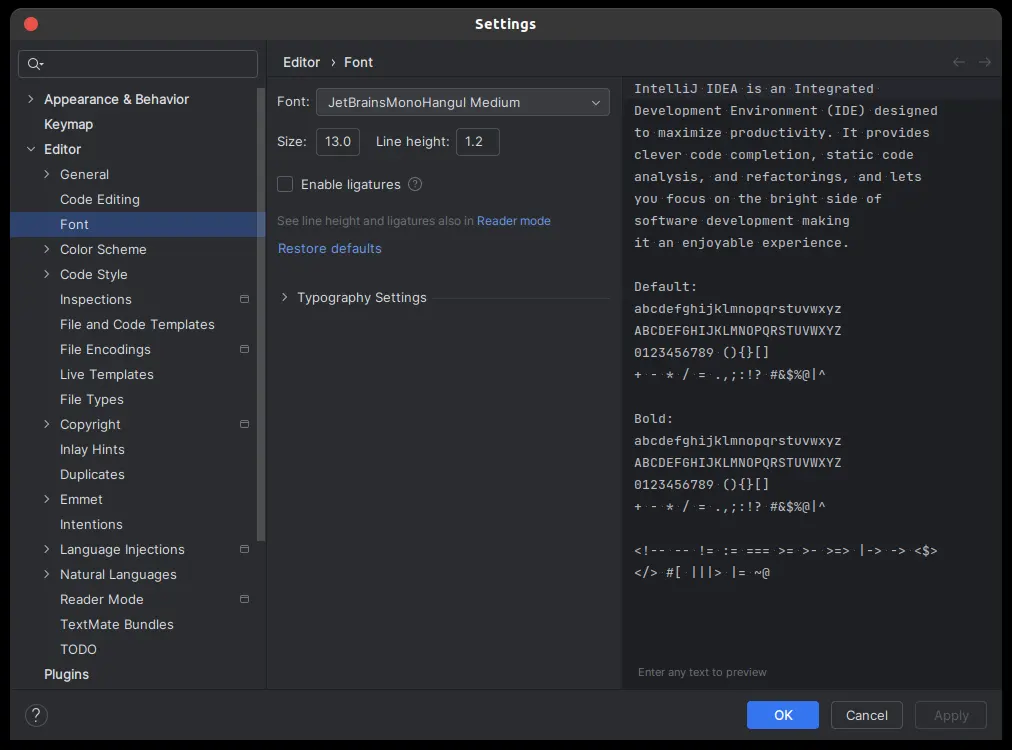 Settings
Appearance & Behavior
Keymap
Editor
General
Code Editing
Font
Color Scheme
Code Style
Inspections
File and Code Templates
File Encodings
Live Templates
File Types
Copyright
Inlay Hints
Duplicates
Emmet
Intentions
Language Injections
Natural Languages
Reader Mode
TextMate Bundles
TODO
Plugins
Editor › Font
Font: JetBrainsMonoHangul Medium
Size: 13.0 Line height: 1.2
Enable ligatures ?
See line height and ligatures also in Reader mode
Restore defaults
Typography Settings
IntelliJ IDEA is an Integrated
Development Environment (IDE) designed
to maximize productivity. It provides
clever code completion, static code
analysis, and refactorings, and lets
you focus on the bright side of
software development making
it an enjoyable experience.
Default:
abcdefghijklmnopqrstuvwxyz
ABCDEFGHIJKLMNOPQRSTUVWXYZ
0123456789 (){}[]
+ - * / = .,;:!? #&$%@|^
Bold:
abcdefghijklmnopqrstuvwxyz
ABCDEFGHIJKLMNOPQRSTUVWXYZ
0123456789 (){}[]
+ - * / = .,;:!? #&$%@|^
<!-- -- != := === >= >- >=> |-> -> <$>
</> #[ |||> |= ~@
Enter any text to preview
?
OK
Cancel
Apply